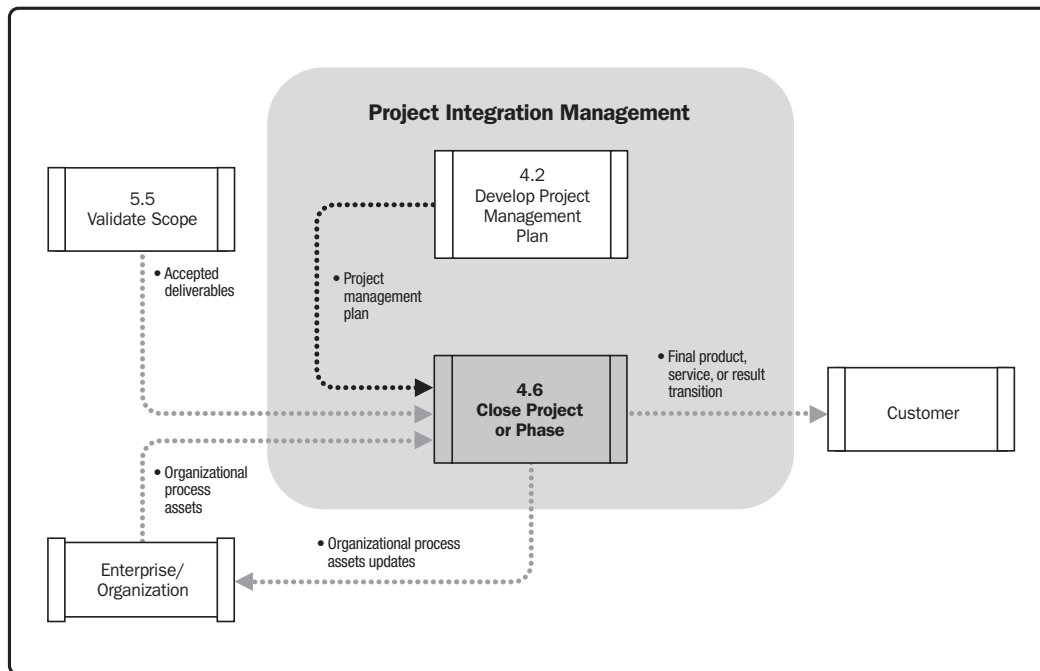 Project Integration Management
5.5
Validate Scope
4.2
Develop Project
Management
Plan
• Accepted
deliverables
• Project
management
plan
4.6
Close Project
or Phase
• Final product,
service, or result
transition
Customer
• Organizational
process
assets
• Organizational process
assets updates
Enterprise/
Organization